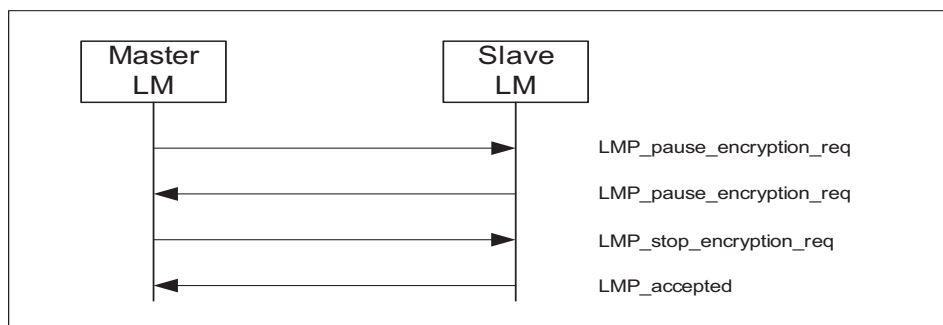 Master
LM
Slave
LM
LMP_pause_encryption_req
LMP_pause_encryption_req
LMP_stop_encryption_req
LMP_accepted